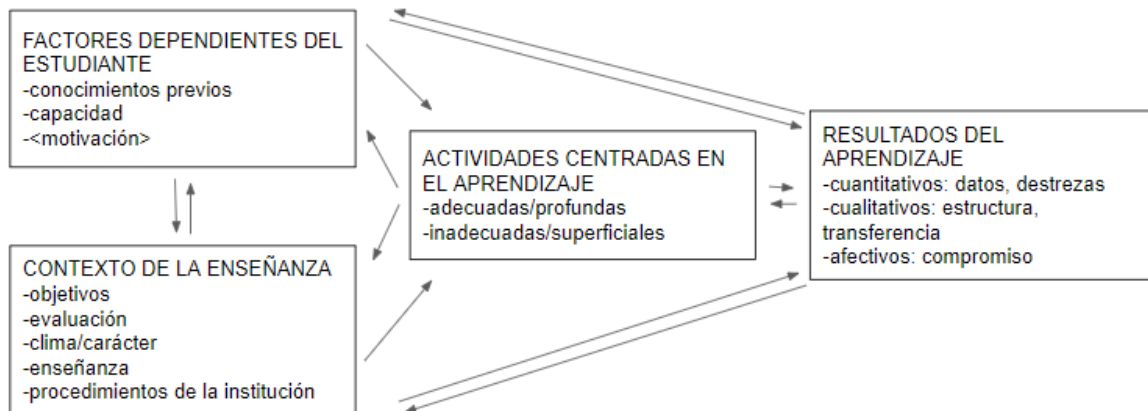 FACTORES DEPENDIENTES DEL
ESTUDIANTE
-conocimientos previos
-capacidad
-<motivación>
CONTEXTO DE LA ENSEÑANZA
-objetivos
-evaluación
-clima/carácter
-enseñanza
-procedimientos de la institución
ACTIVIDADES CENTRADAS EN
EL APRENDIZAJE
-adecuadas/profundas
-inadecuadas/superficiales
RESULTADOS DEL
APRENDIZAJE
-cuantitativos: datos, destrezas
-cualitativos: estructura,
transferencia
-afectivos: compromiso